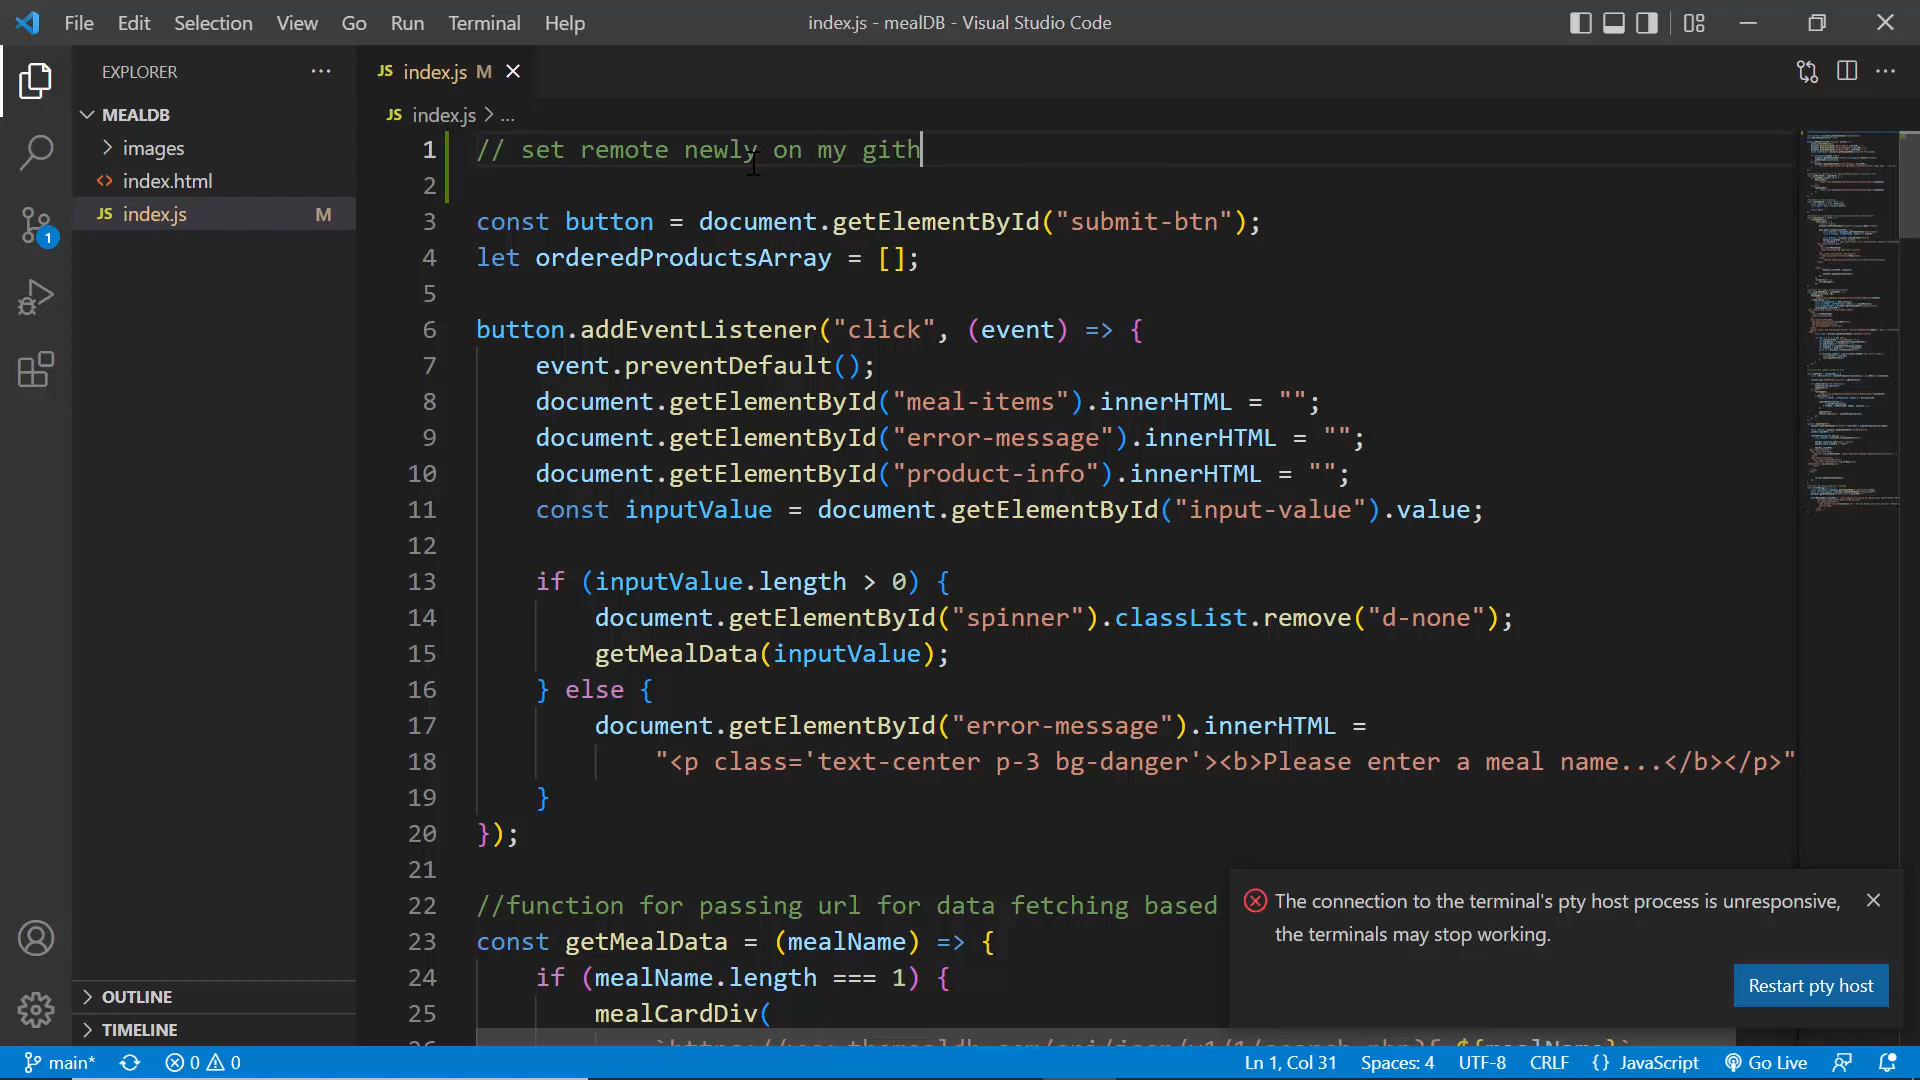 File Edit Selection View Go Run Terminal Help
index.js - mealDB - Visual Studio Code
EXPLORER
MEALDB
images
<> index.html
JS index.js M
OUTLINE
TIMELINE
JS index.js M
JS index.js > ...
1 // set remote newly on my gith
2
3 const button = document.getElementById("submit-btn");
4 let orderedProductsArray = [];
5
6 button.addEventListener("click", (event) => {
7 event.preventDefault();
8 document.getElementById("meal-items").innerHTML = "";
9 document.getElementById("error-message").innerHTML = "";
10 document.getElementById("product-info").innerHTML = "";
11 const inputValue = document.getElementById("input-value").value;
12
13 if (inputValue.length > 0) {
14 document.getElementById("spinner").classList.remove("d-none");
15 getMealData(inputValue);
16 } else {
17 document.getElementById("error-message").innerHTML =
18 "<p class='text-center p-3 bg-danger'><b>Please enter a meal name...</b></p>"
19 }
20 });
21
22 //function for passing url for data fetching based
23 const getMealData = (mealName) => {
24 if (mealName.length === 1) {
25 mealCardDiv(
The connection to the terminal's pty host process is unresponsive,
the terminals may stop working.
Restart pty host
1
main* 0 0
Ln 1, Col 31 Spaces: 4 UTF-8 CRLF {} JavaScript Go Live